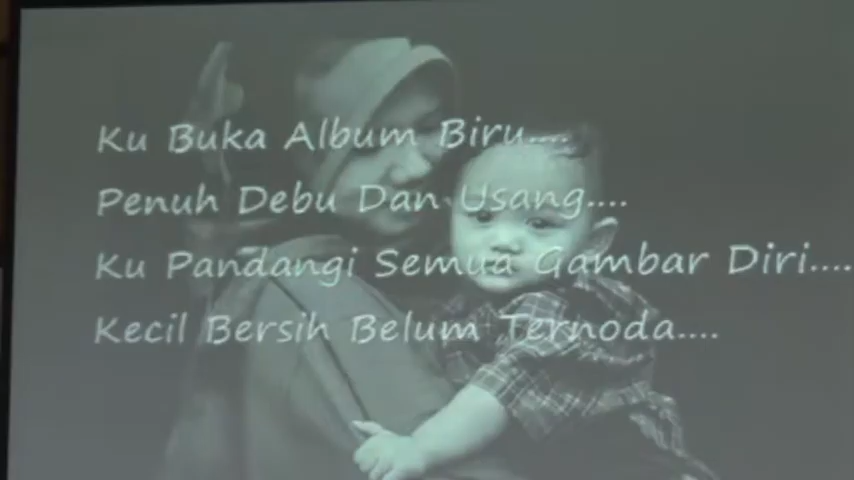 Ku Buka Album Biru....
Penuh Debu Dan Usang....
Ku Pandangi Semua Gambar Diri....
Kecil Bersih Belum Ternoda....